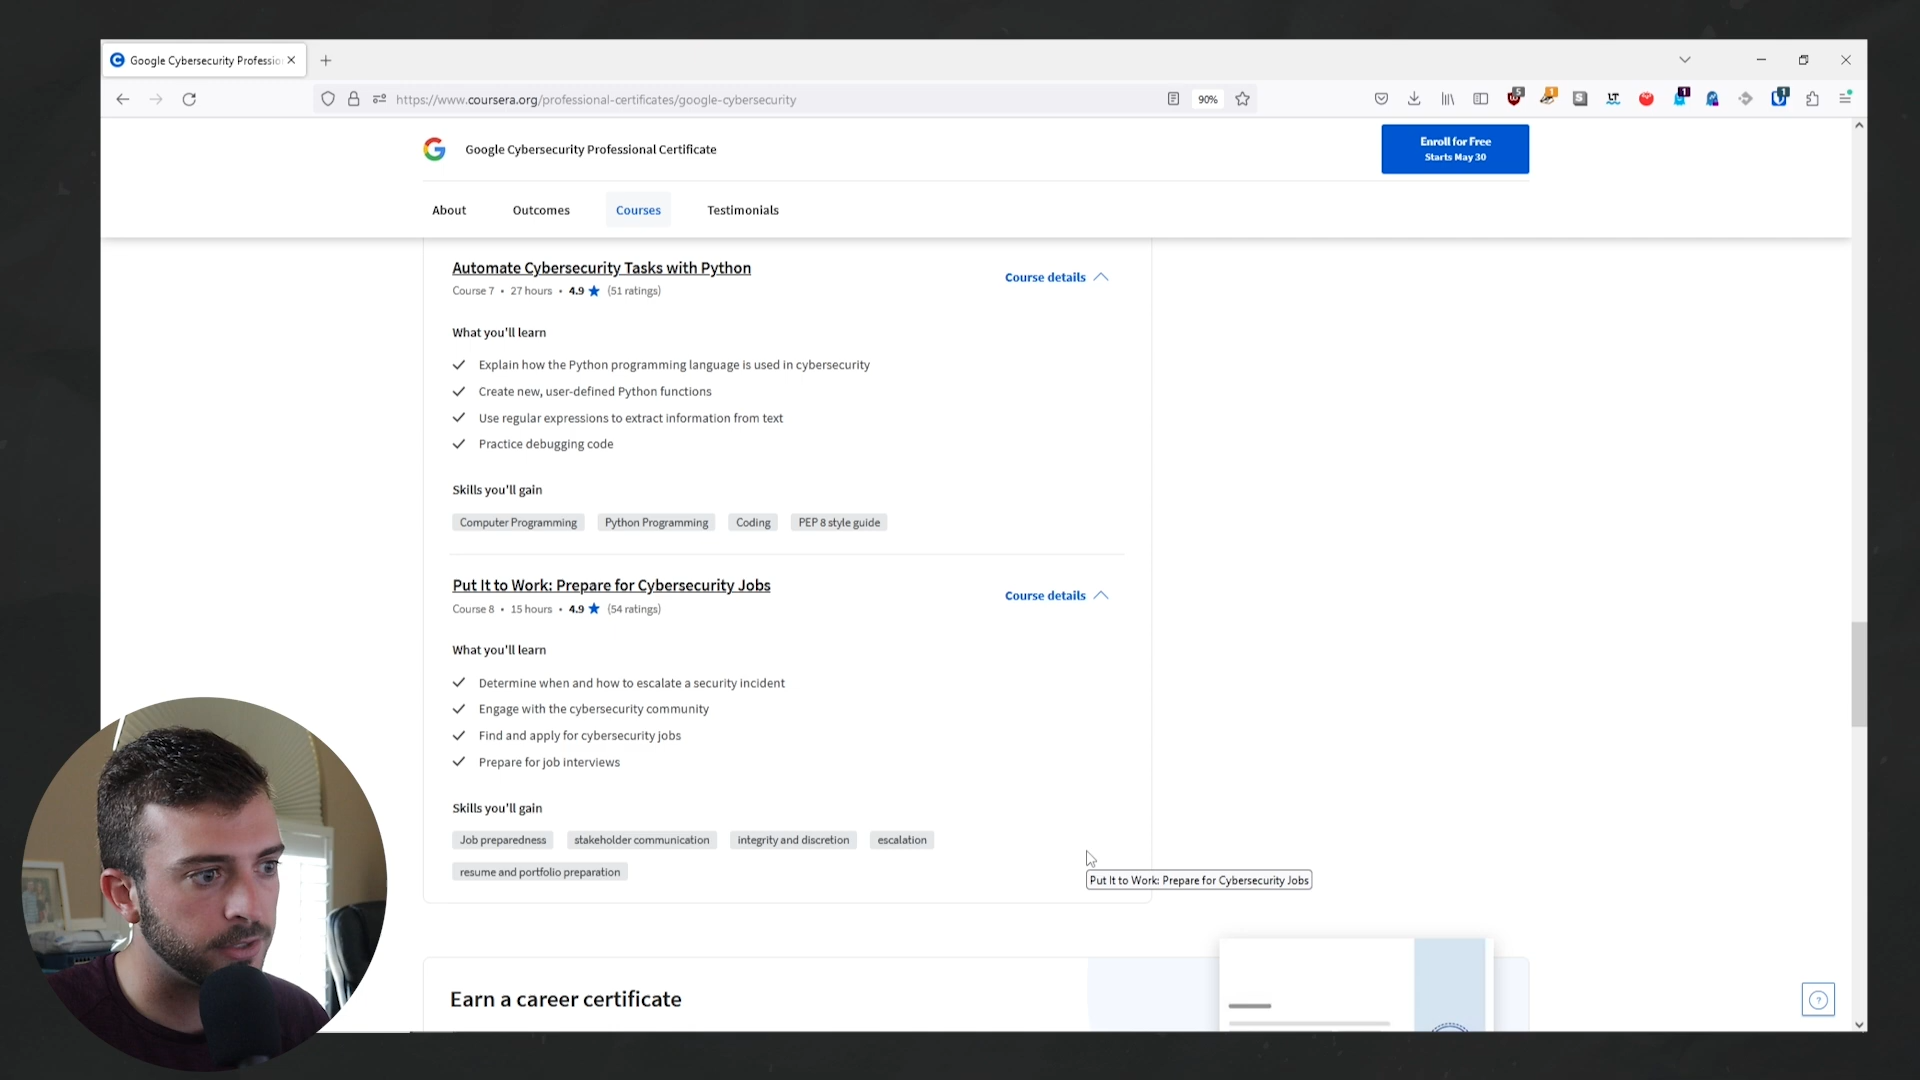 Google Cybersecurity Professio
https://www.coursera.org/professional-certificates/google-cybersecurity
90%
5
1
S
LT
1
1
Google Cybersecurity Professional Certificate
Enroll for Free
Starts May 30
About
Outcomes
Courses
Testimonials
Automate Cybersecurity Tasks with Python
Course details
Course 7 • 27 hours • 4.9 ★ (51 ratings)
What you'll learn
Explain how the Python programming language is used in cybersecurity
Create new, user-defined Python functions
Use regular expressions to extract information from text
Practice debugging code
Skills you'll gain
Computer Programming
Python Programming
Coding
PEP 8 style guide
Put It to Work: Prepare for Cybersecurity Jobs
Course details
Course 8 • 15 hours • 4.9 ★ (54 ratings)
What you'll learn
Determine when and how to escalate a security incident
Engage with the cybersecurity community
Find and apply for cybersecurity jobs
Prepare for job interviews
Skills you'll gain
Job preparedness
stakeholder communication
integrity and discretion
escalation
resume and portfolio preparation
Put It to Work: Prepare for Cybersecurity Jobs
Earn a career certificate
?